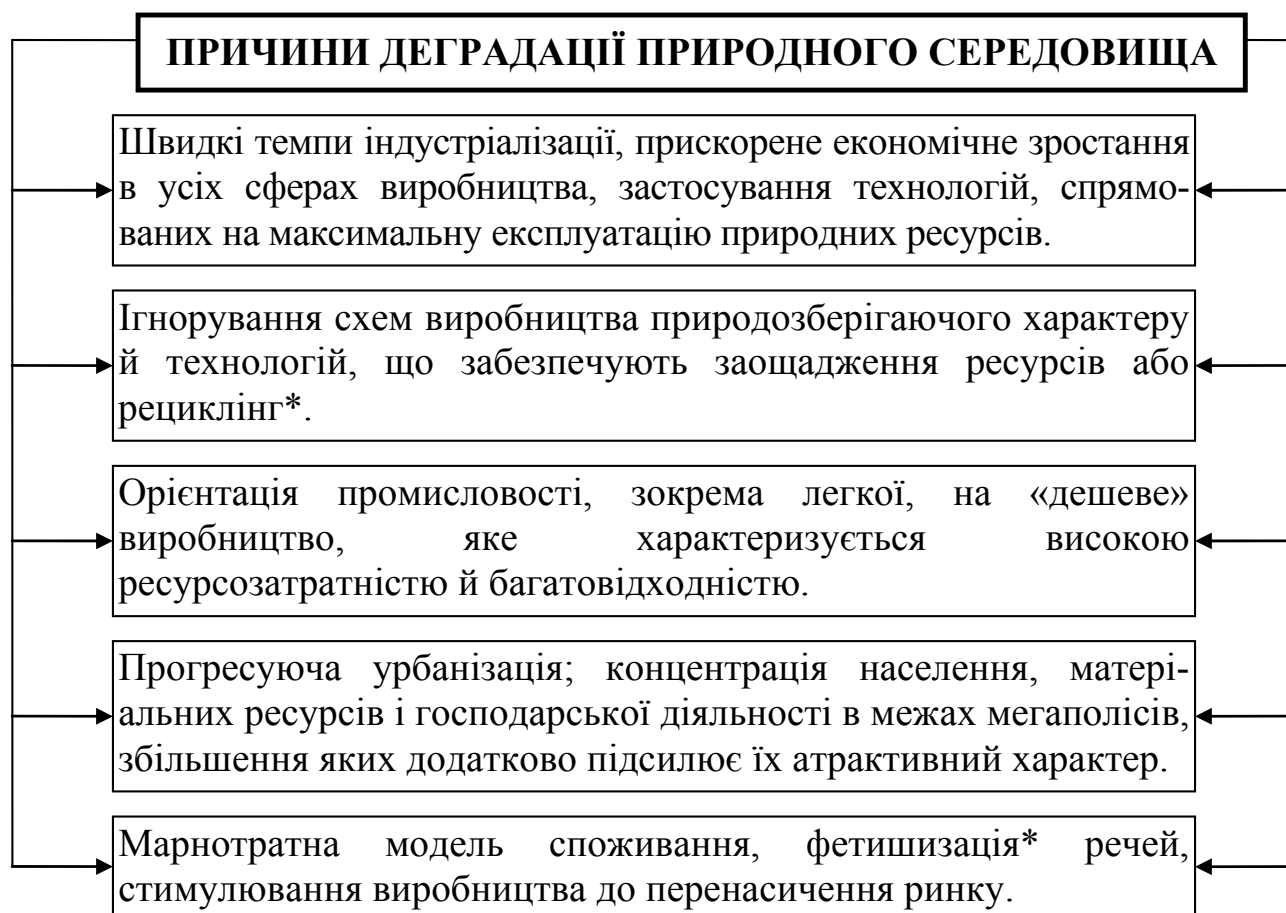 ПРИЧИНИ ДЕГРАДАЦІЇ ПРИРОДНОГО СЕРЕДОВИЩА
Швидкі темпи індустріалізації, прискорене економічне зростання
в усіх сферах виробництва, застосування технологій, спрямо-
ваних на максимальну експлуатацію природних ресурсів.
Ігнорування схем виробництва природозберігаючого характеру
й технологій, що забезпечують заощадження ресурсів або
рециклінг*.
Орієнтація промисловості, зокрема легкої, на «дешеве»
виробництво, яке характеризується високою
ресурсозатратністю й багатовідходністю.
Прогресуюча урбанізація; концентрація населення, матері-
альних ресурсів і господарської діяльності в межах мегаполісів,
збільшення яких додатково підсилює їх атрактивний характер.
Марнотратна модель споживання, фетишизація* речей,
стимулювання виробництва до перенасичення ринку.